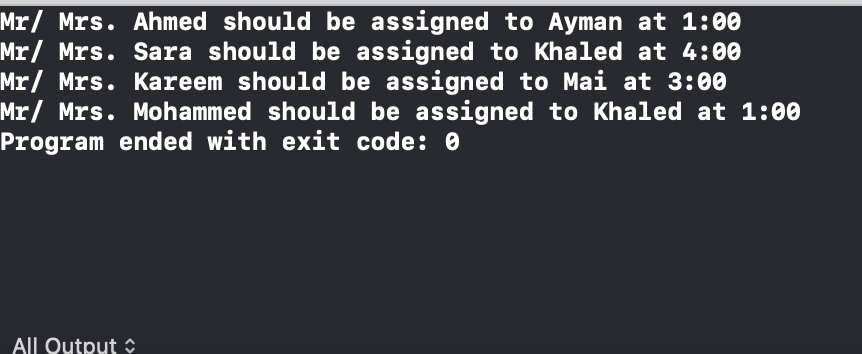 Mr/ Mrs. Ahmed should be assigned to Ayman at 1:00
Mr/ Mrs. Sara should be assigned to Khaled at 4:00
Mr/ Mrs. Kareem should be assigned to Mai at 3:00
Mr/ Mrs. Mohammed should be assigned to Khaled at 1:00
Program ended with exit code: 0
All Output